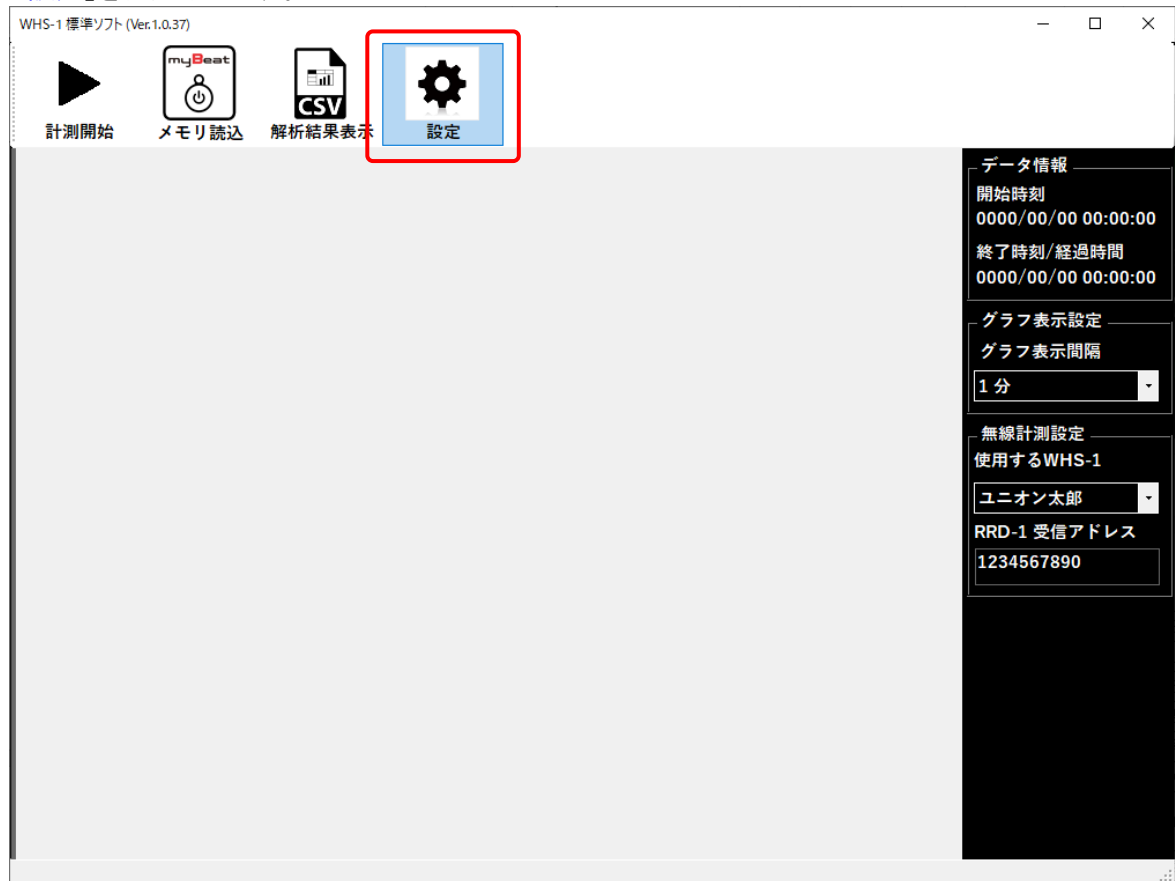 WHS-1 標準ソフト (Ver.1.0.37)
myBeat
CSV
計測開始 メモリ読込 解析結果表示 設定
データ情報
開始時刻
0000/00/00 00:00:00
終了時刻/経過時間
0000/00/00 00:00:00
グラフ表示設定
グラフ表示間隔
1 分
無線計測設定
使用するWHS-1
ユニオン太郎
RRD-1 受信アドレス
1234567890